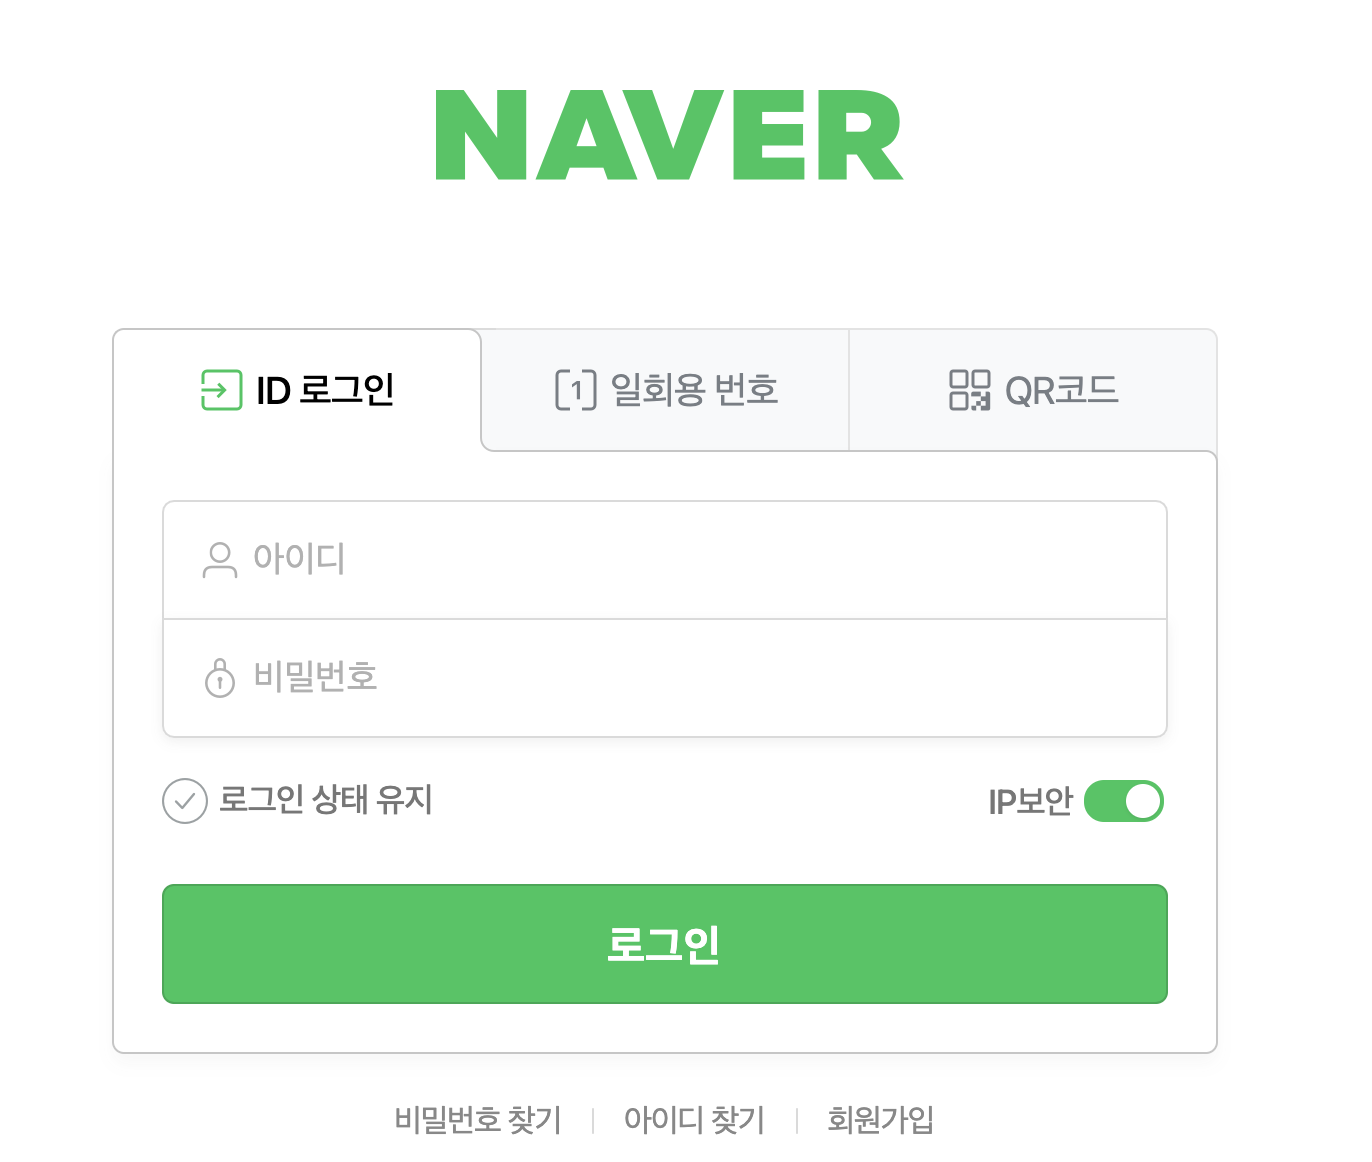 NAVER
ID 로그인
1 일회용 번호
QR코드
아이디
비밀번호
로그인 상태 유지
IP보안
로그인
비밀번호 찾기
아이디 찾기
회원가입